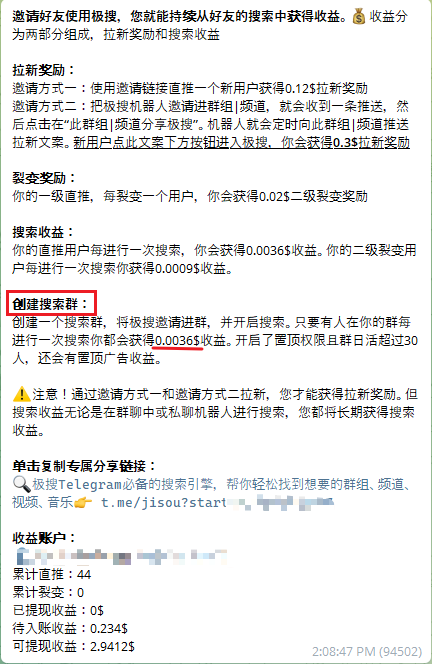 邀请好友使用极搜，您就能持续从好友的搜索中获得收益。💰 收益分
为两部分组成，拉新奖励和搜索收益
拉新奖励：
邀请方式一：使用邀请链接直推一个新用户获得0.12$拉新奖励
邀请方式二：把极搜机器人邀请进群组|频道，就会收到一条推送，然
后点击在“此群组|频道分享极搜”。机器人就会定时向此群组|频道推送
拉新文案。新用户点此文案下方按钮进入极搜，你会获得0.3$拉新奖励
裂变奖励：
你的一级直推，每裂变一个用户，你会获得0.02$二级裂变奖励
搜索收益：
你的直推用户每进行一次搜索，你会获得0.0036$收益。你的二级裂变用
户每进行一次搜索你获得0.0009$收益。
创建搜索群：
创建一个搜索群，将极搜邀请进群，并开启搜索。只要有人在你的群每
进行一次搜索你都会获得0.0036$收益。开启了置顶权限且群日活超过30
人，还会有置顶广告收益。
⚠️注意！通过邀请方式一和邀请方式二拉新，您才能获得拉新奖励。但
搜索收益无论是在群聊中或私聊机器人进行搜索，您都将长期获得搜索
收益。
单击复制专属分享链接：
🔍极搜Telegram必备的搜索引擎，帮你轻松找到想要的群组、频道、
视频、音乐👉 t.me/jisou?start
收益账户：
累计直推：44
累计裂变：0
已提现收益：0$
待入账收益：0.234$
可提现收益：2.9412$
2:08:47 PM (94502)